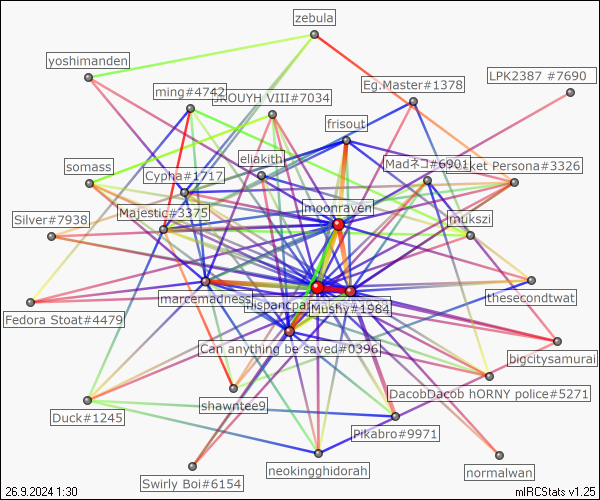 zebula
yoshimanden
LPK2387 #7690
Eg.Master#1378
ming#4742
JROUYH VIII#7034
frisout
eliakith
Madネコ#6901
ket Persona#3326
somass
Cypha#1717
Majestic#3375
moonraven
mukszi
Silver#7938
marcemadness
Mushy#1984
thesecondtwat
Fedora Stoat#4479
Can anything be saved#0396
bigcitysamurai
DacobDacob hORNY police#5271
shawntee9
Duck#1245
Pikabro#9971
neokingghidorah
normalwan
Swirly Boi#6154
26.9.2024 1:30
mIRCStats v1.25